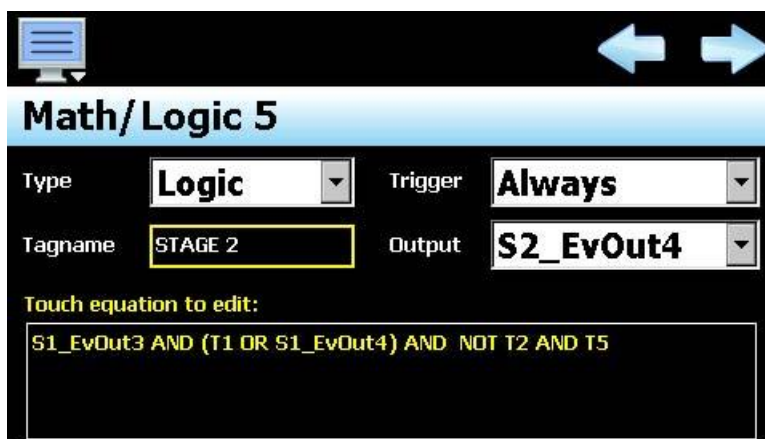 Math/Logic 5
Type Logic Trigger Always
Tagname STAGE 2 Output S2_EvOut4
Touch equation to edit:
S1_EvOut3 AND (T1 OR S1_EvOut4) AND  NOT T2 AND T5